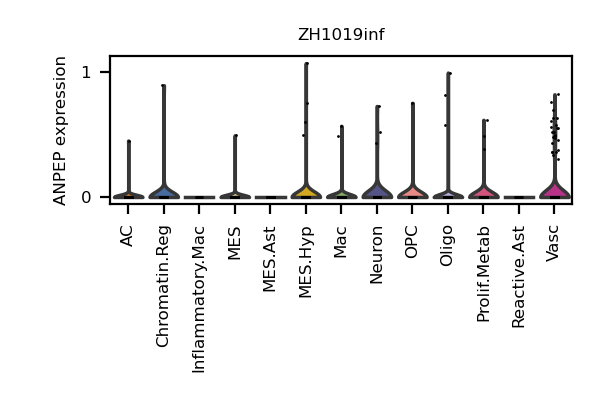 ZH1019inf
ANPEP expression
1
0
AC
Chromatin.Reg
Inflammatory.Mac
MES
MES.Ast
MES.Hyp
Mac
Neuron
OPC
Oligo
Prolif.Metab
Reactive.Ast
Vasc